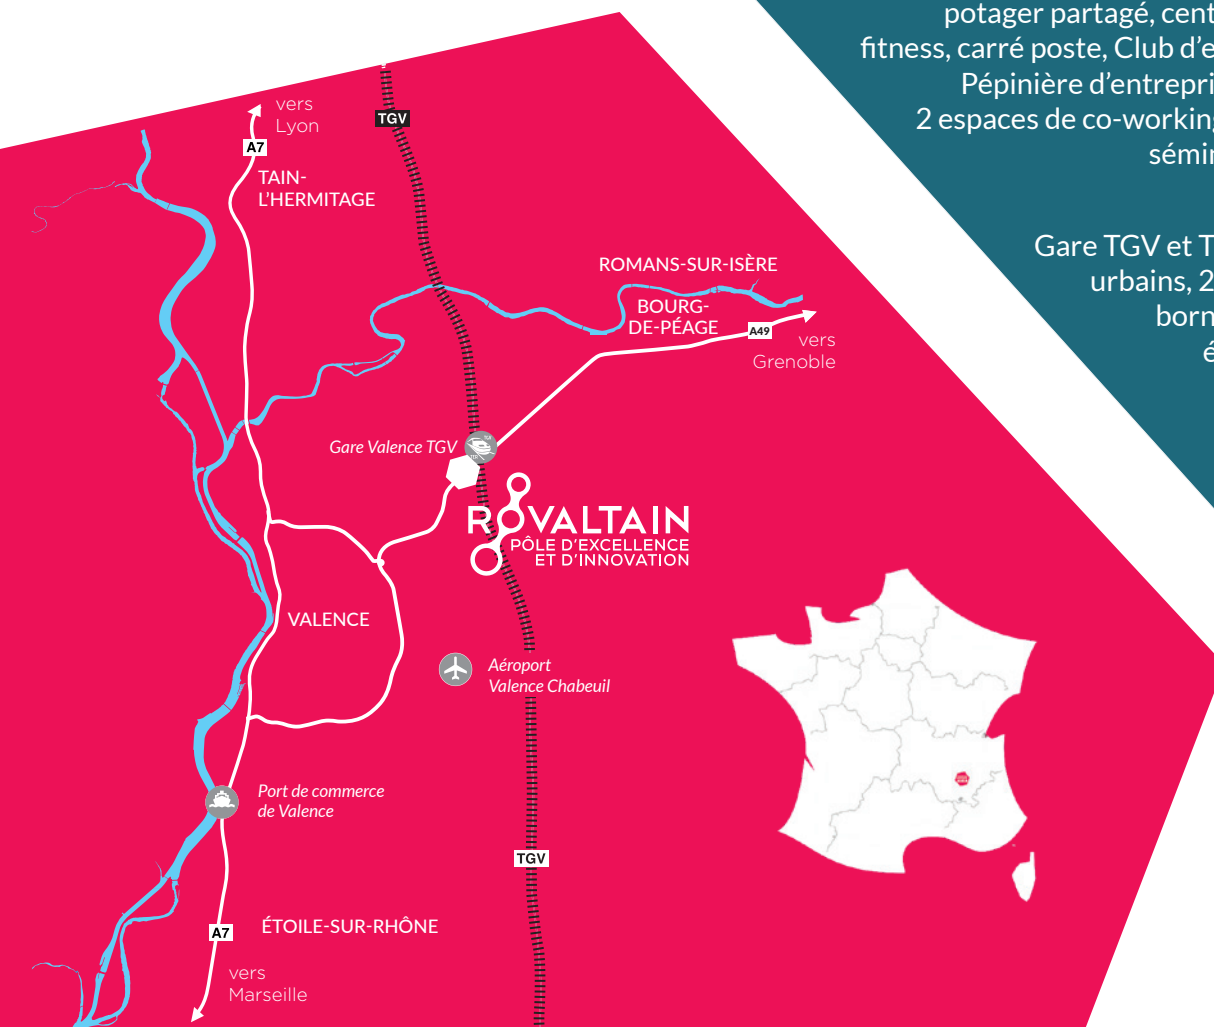 potager partagé, cent
fitness, carré poste, Club d'e
Pépinière d'entrepri
2 espaces de co-working
sémin
Gare TGV et T
urbains, 2
born
é
vers
Lyon
TGV
A7
TAIN-
L'HERMITAGE
ROMANS-SUR-ISÈRE
BOURG-
DE-PÉAGE
A49
vers
Grenoble
Gare Valence TGV
ROVALTAIN
PÔLE D'EXCELLENCE
ET D'INNOVATION
VALENCE
Aéroport
Valence Chabeuil
Port de commerce
de Valence
TGV
A7
ÉTOILE-SUR-RHÔNE
vers
Marseille